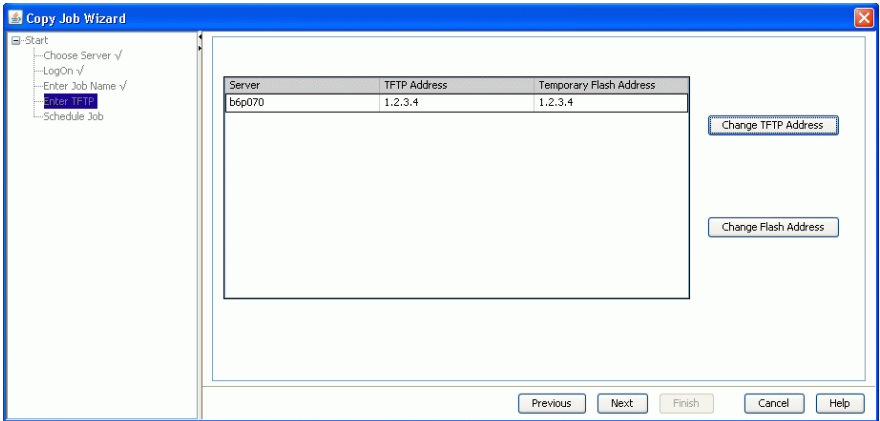 Copy Job Wizard
Start
Choose Server √
LogOn √
Enter Job Name √
Enter TFTP
Schedule Job
Server TFTP Address Temporary Flash Address
b6p070 1.2.3.4 1.2.3.4
Change TFTP Address
Change Flash Address
Previous Next Finish Cancel Help